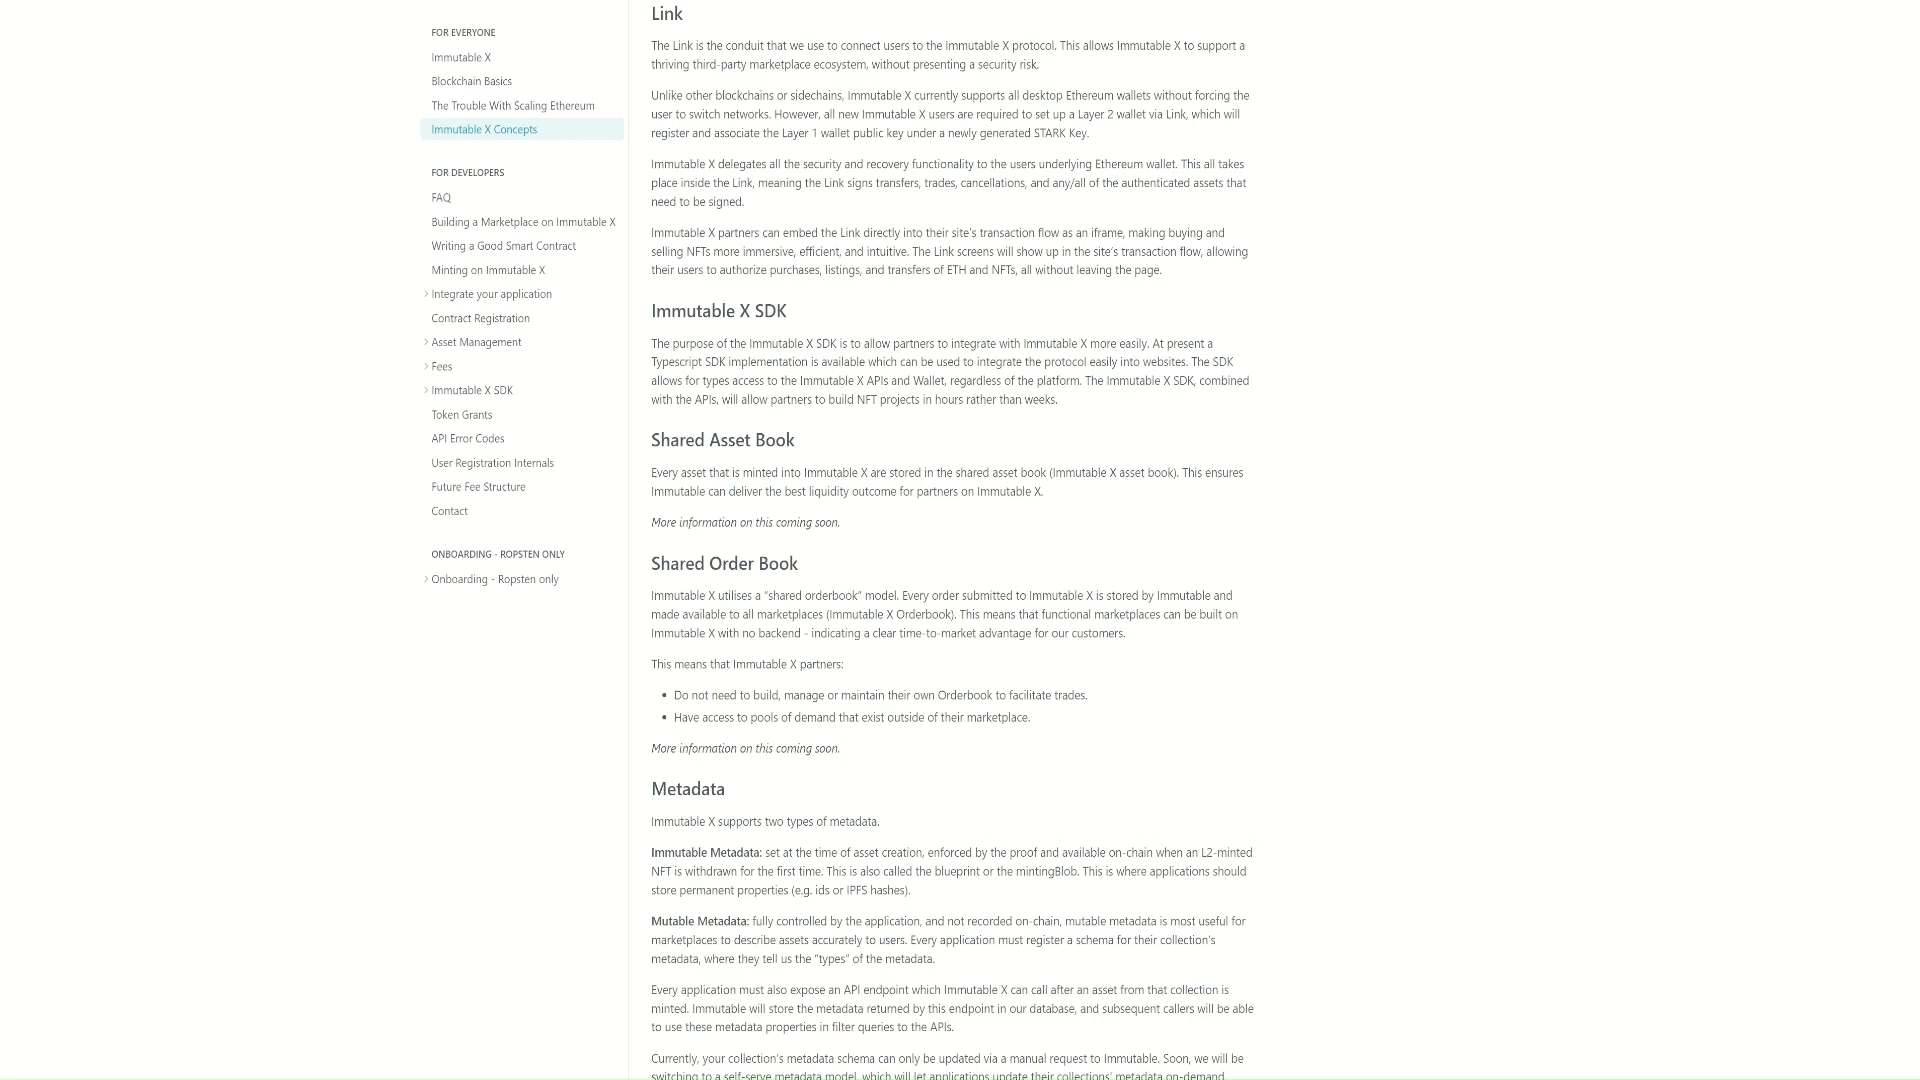 FOR EVERYONE
Immutable X
Blockchain Basics
The Trouble With Scaling Ethereum
Immutable X Concepts
FOR DEVELOPERS
FAQ
Building a Marketplace on Immutable X
Writing a Good Smart Contract
Minting on Immutable X
Integrate your application
Contract Registration
Asset Management
Fees
Immutable X SDK
Token Grants
API Error Codes
User Registration Internals
Future Fee Structure
Contact
ONBOARDING - ROPSTEN ONLY
Onboarding - Ropsten only
Link
The Link is the conduit that we use to connect users to the Immutable X protocol. This allows Immutable X to support a
thriving third-party marketplace ecosystem, without presenting a security risk.
Unlike other blockchains or sidechains, Immutable X currently supports all desktop Ethereum wallets without forcing the
user to switch networks. However, all new Immutable X users are required to set up a Layer 2 wallet via Link, which will
register and associate the Layer 1 wallet public key under a newly generated STARK Key.
Immutable X delegates all the security and recovery functionality to the users underlying Ethereum wallet. This all takes
place inside the Link, meaning the Link signs transfers, trades, cancellations, and any/all of the authenticated assets that
need to be signed.
Immutable X partners can embed the Link directly into their site's transaction flow as an iframe, making buying and
selling NFTs more immersive, efficient, and intuitive. The Link screens will show up in the site's transaction flow, allowing
their users to authorize purchases, listings, and transfers of ETH and NFTs, all without leaving the page.
Immutable X SDK
The purpose of the Immutable X SDK is to allow partners to integrate with Immutable X more easily. At present a
Typescript SDK implementation is available which can be used to integrate the protocol easily into websites. The SDK
allows for types access to the Immutable X APIs and Wallet, regardless of the platform. The Immutable X SDK, combined
with the APIs, will allow partners to build NFT projects in hours rather than weeks.
Shared Asset Book
Every asset that is minted into Immutable X are stored in the shared asset book (Immutable X asset book). This ensures
Immutable can deliver the best liquidity outcome for partners on Immutable X.
More information on this coming soon.
Shared Order Book
Immutable X utilises a “shared orderbook” model. Every order submitted to Immutable X is stored by Immutable and
made available to all marketplaces (Immutable X Orderbook). This means that functional marketplaces can be built on
Immutable X with no backend - indicating a clear time-to-market advantage for our customers.
This means that Immutable X partners:
• Do not need to build, manage or maintain their own Orderbook to facilitate trades.
• Have access to pools of demand that exist outside of their marketplace.
More information on this coming soon.
Metadata
Immutable X supports two types of metadata.
Immutable Metadata: set at the time of asset creation, enforced by the proof and available on-chain when an L2-minted
NFT is withdrawn for the first time. This is also called the blueprint or the mintingBlob. This is where applications should
store permanent properties (e.g. ids or IPFS hashes).
Mutable Metadata: fully controlled by the application, and not recorded on-chain, mutable metadata is most useful for
marketplaces to describe assets accurately to users. Every application must register a schema for their collection's
metadata, where they tell us the “types” of the metadata.
Every application must also expose an API endpoint which Immutable X can call after an asset from that collection is
minted. Immutable will store the metadata returned by this endpoint in our database, and subsequent callers will be able
to use these metadata properties in filter queries to the APIs.
Currently, your collection's metadata schema can only be updated via a manual request to Immutable. Soon, we will be
switching to a self-serve metadata model, which will let applications update their collections' metadata on-demand.